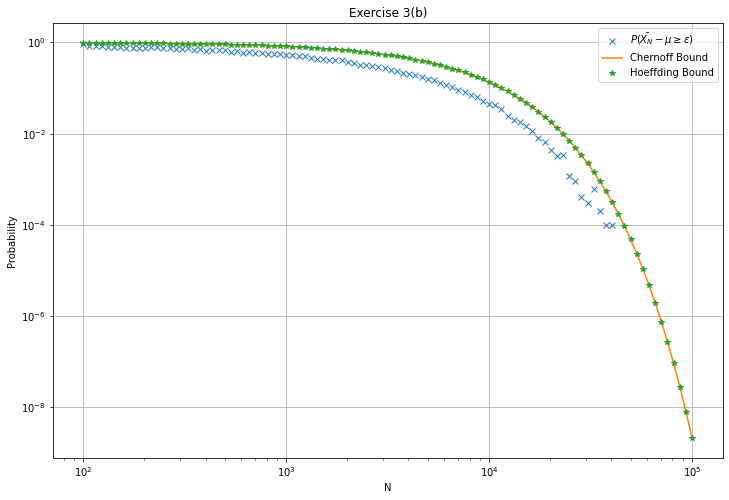 Exercise 3(b)
P(X̄_N − μ ≥ ε)
Chernoff Bound
Hoeffding Bound
Probability
10^0
10^−2
10^−4
10^−6
10^−8
10^2
10^3
10^4
10^5
N